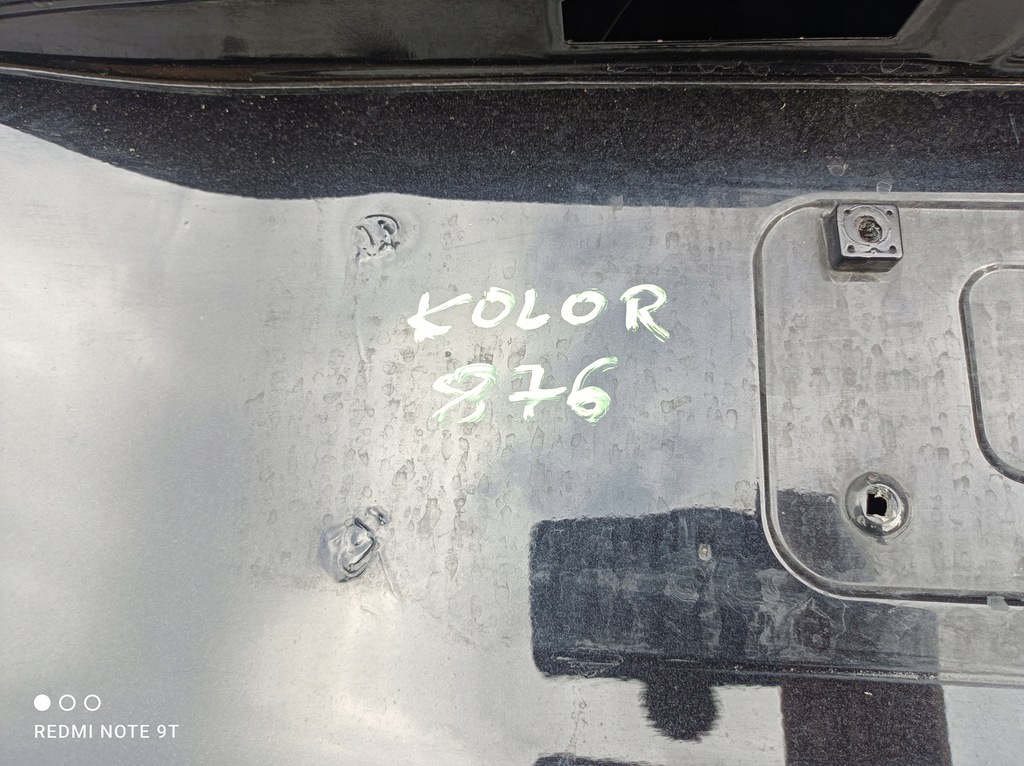 KOLOR
876
REDMI NOTE 9T